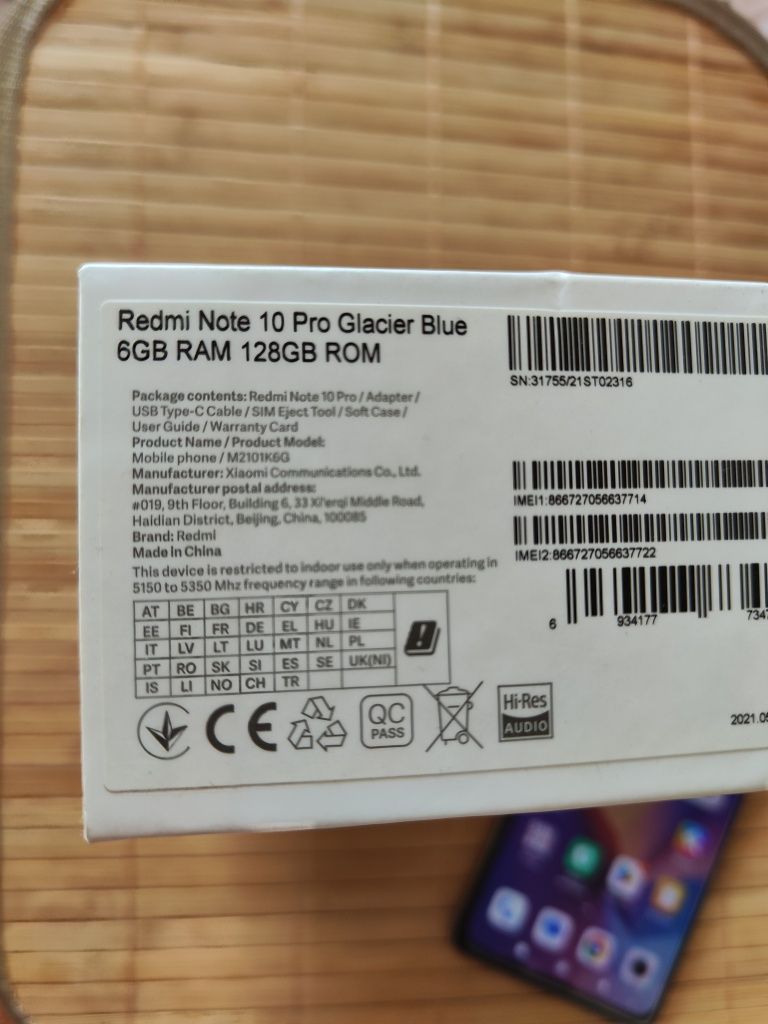 Redmi Note 10 Pro Glacier Blue
6GB RAM 128GB ROM
Package contents: Redmi Note 10 Pro / Adapter /
USB Type-C Cable / SIM Eject Tool / Soft Case /
User Guide / Warranty Card
Product Name / Product Model:
Mobile phone / M2101K6G
Manufacturer: Xiaomi Communications Co., Ltd.
Manufacturer postal address:
#019, 9th Floor, Building 6, 33 Xi'erqi Middle Road,
Haidian District, Beijing, China, 100085
Brand: Redmi
Made in China
This device is restricted to indoor use only when operating in
5150 to 5350 Mhz frequency range in following countries:
AT BE BG HR CY CZ DK
EE FI FR DE EL HU IE
IT LV LT LU MT NL PL
PT RO SK SI ES SE UK(NI)
IS LI NO CH TR
CE
QC
PASS
Hi-Res
AUDIO
SN:31755/21ST02316
IMEI1:866727056637714
IMEI2:866727056637722
6 934177 734
2021.05